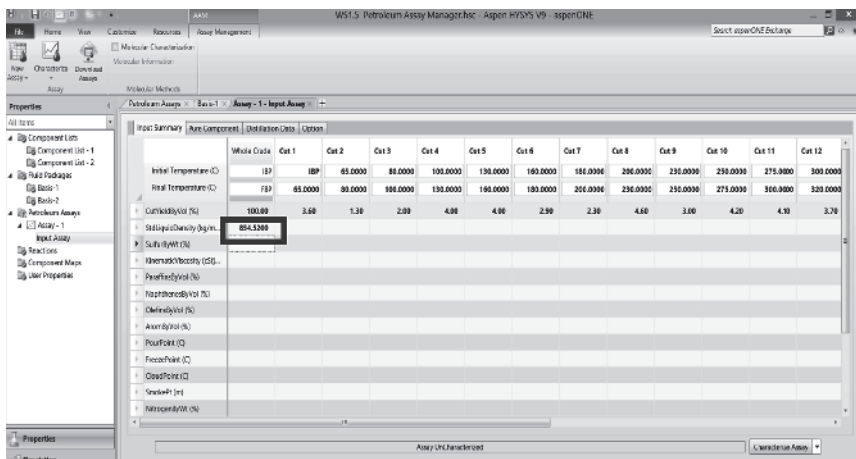 WS1.5 Petroleum Assay Manager.hsc - Aspen HYSYS V9 - aspenONE
File Home View Customize Resources Assay Management
Search aspenONE Exchange
New Assay Characterize Download Assays
Molecular Characterization
Molecular Information
Assay Molecular Methods
Properties
All Items
Component Lists
Component List - 1
Component List - 2
Fluid Packages
Basis-1
Basis-2
Petroleum Assays
Assay - 1
Input Assay
Reactions
Component Maps
User Properties
Properties
Petroleum Assays Basis-1 Assay - 1 - Input Assay +
Input Summary Pure Component Distillation Data Option
Whole Crude Cut 1 Cut 2 Cut 3 Cut 4 Cut 5 Cut 6 Cut 7 Cut 8 Cut 9 Cut 10 Cut 11 Cut 12
Initial Temperature (C) IBP IBP 65.0000 80.0000 100.0000 130.0000 160.0000 180.0000 200.0000 230.0000 250.0000 275.0000 300.0000
Final Temperature (C) FBP 65.0000 80.0000 100.0000 130.0000 160.0000 180.0000 200.0000 230.0000 250.0000 275.0000 300.0000 320.0000
CutYieldByVol (%) 100.00 3.60 1.30 2.00 4.00 4.00 2.90 2.30 4.60 3.00 4.20 4.10 3.70
StdLiquidDensity (kg/m... 854.5200
SulfurByWt (%)
KinematicViscosity (cSt)...
ParaffinsByVol (%)
NaphthenesByVol (%)
OlefinsByVol (%)
AromByVol (%)
PourPoint (C)
FreezePoint (C)
CloudPoint (C)
SmokePt (m)
NitrogenByWt (%)
Assay UnCharacterized
Characterize Assay